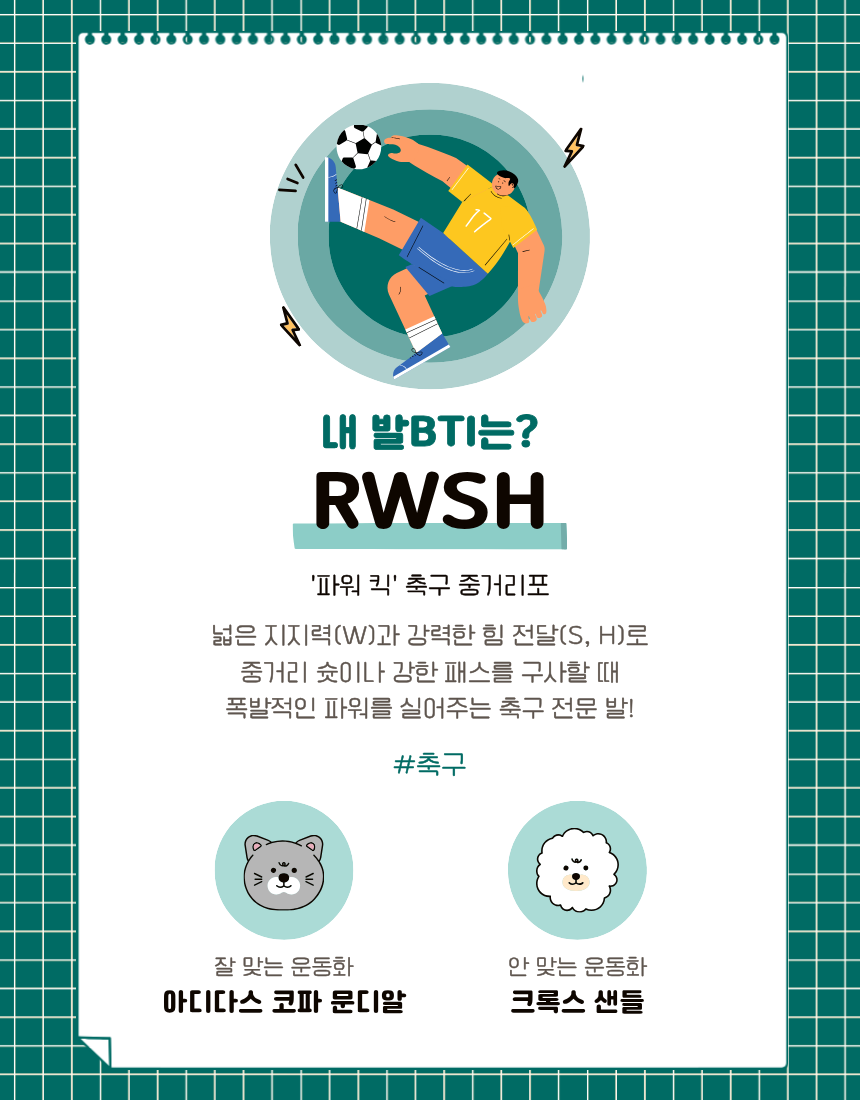 17
내 발BTI는?
RWSH
'파워 킥' 축구 중거리포
넓은 지지력(W)과 강력한 힘 전달(S, H)로
중거리 슛이나 강한 패스를 구사할 때
폭발적인 파워를 실어주는 축구 전문 발!
#축구
잘 맞는 운동화
아디다스 코파 문디알
안 맞는 운동화
크록스 샌들